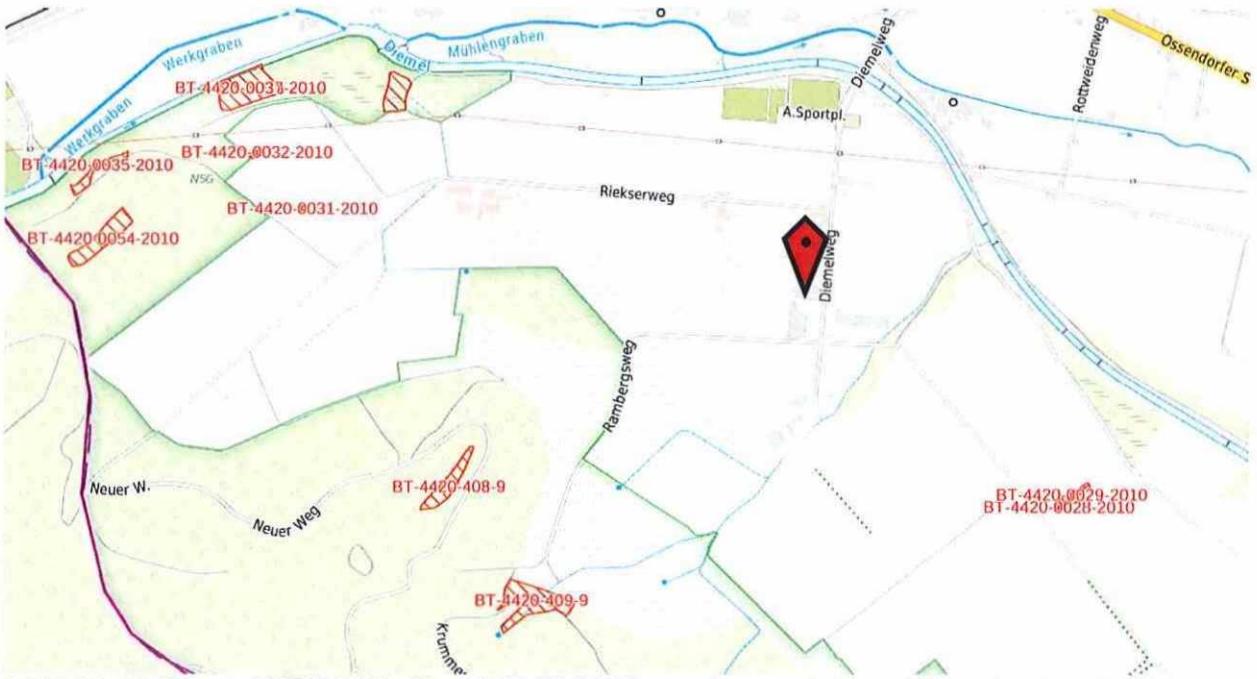 Werkgraben
Diemel
Mühlengraben
Diemelweg
Rottweidenweg
Ossendorfer S
BT-4420-0037-2010
Werkgraben
A.Sportpl.
BT-4420-0035-2010
BT-4420-0032-2010
NSG
Riekserweg
BT-4420-0031-2010
BT-4420-0054-2010
Diemelweg
Rambergsweg
Neuer W.
BT-4420-408-9
Neuer Weg
BT-4420-0029-2010
BT-4420-0028-2010
BT-4420-409-9
Krumme